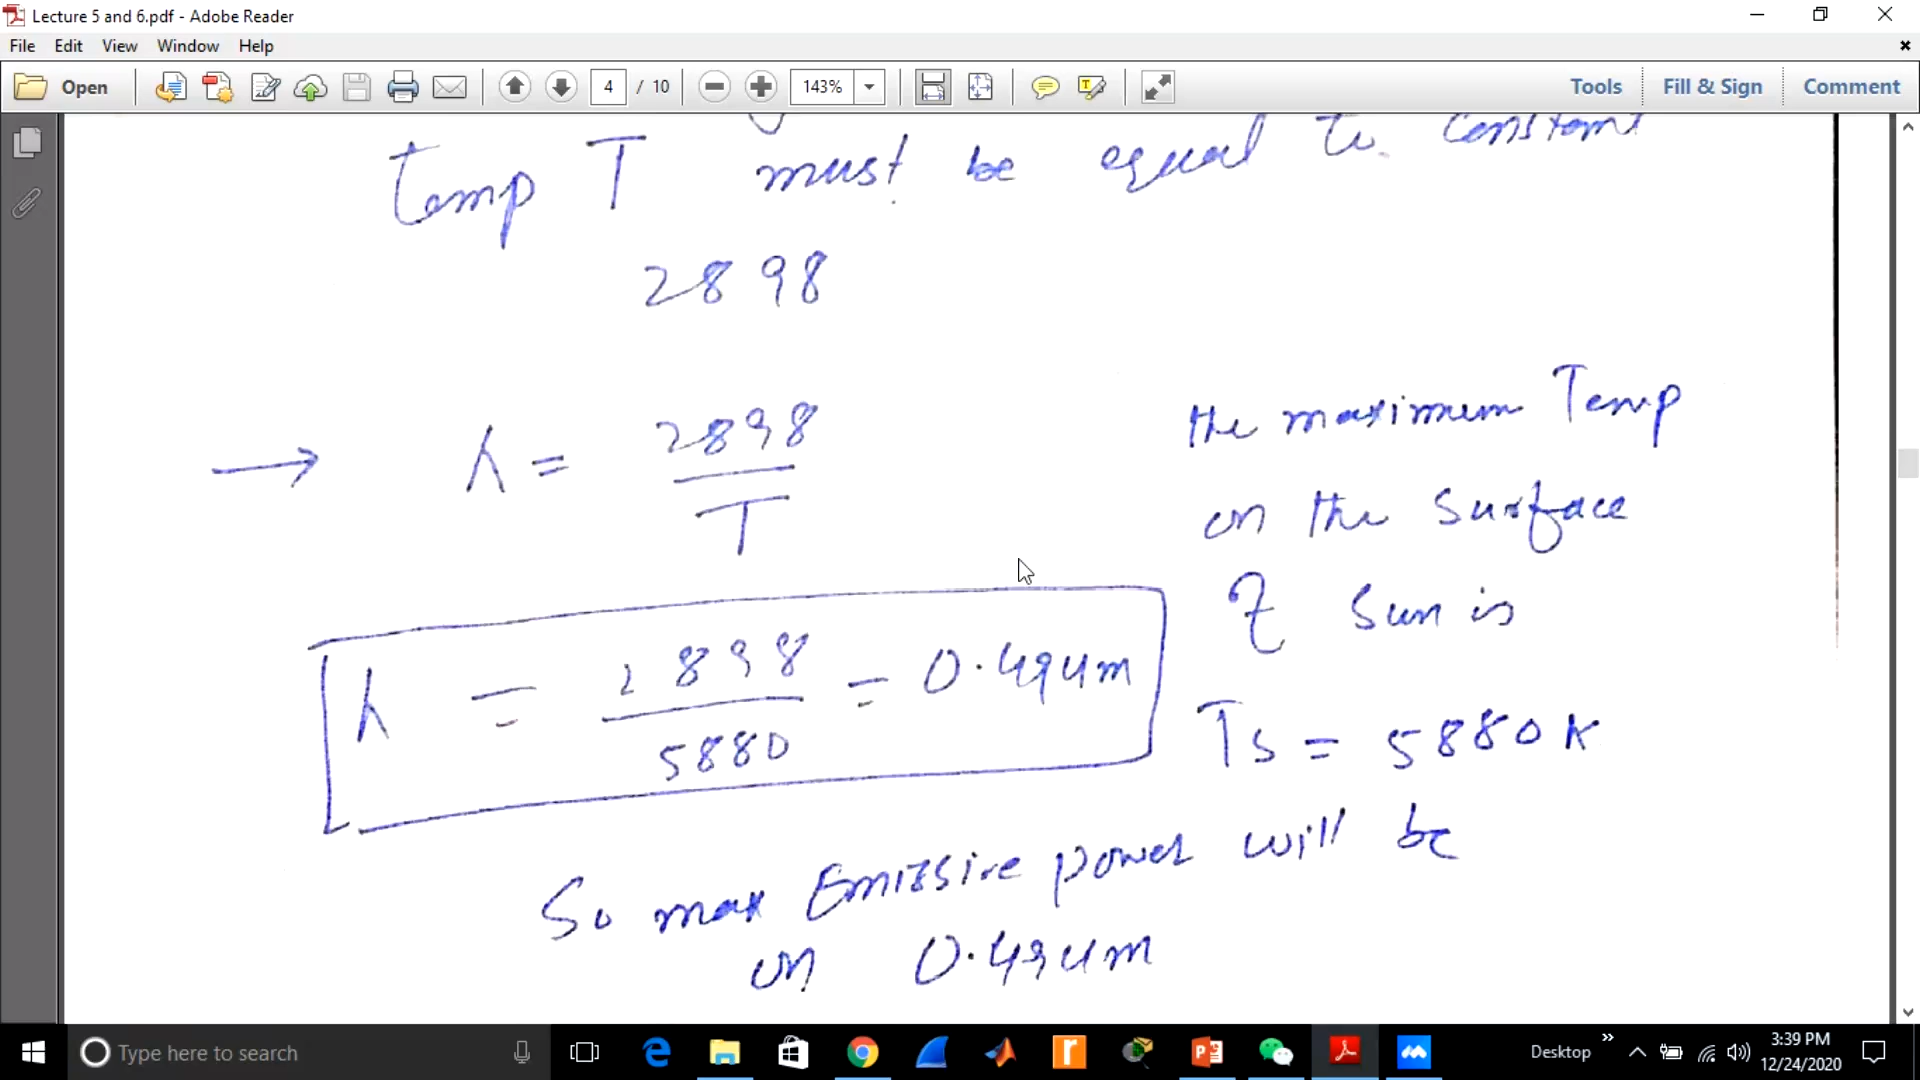 Lecture 5 and 6.pdf - Adobe Reader
File Edit View Window Help
Open 4 / 10 143% Tools Fill & Sign Comment
temp T must be equal to constant
2898
→ λ = 2898 / T
the maximum Temp
on the surface
of Sun is
λ = 2898 / 5880 = 0.49um
Ts = 5880 K
So max Emissive power will be
on 0.49um
Type here to search
Desktop
3:39 PM
12/24/2020